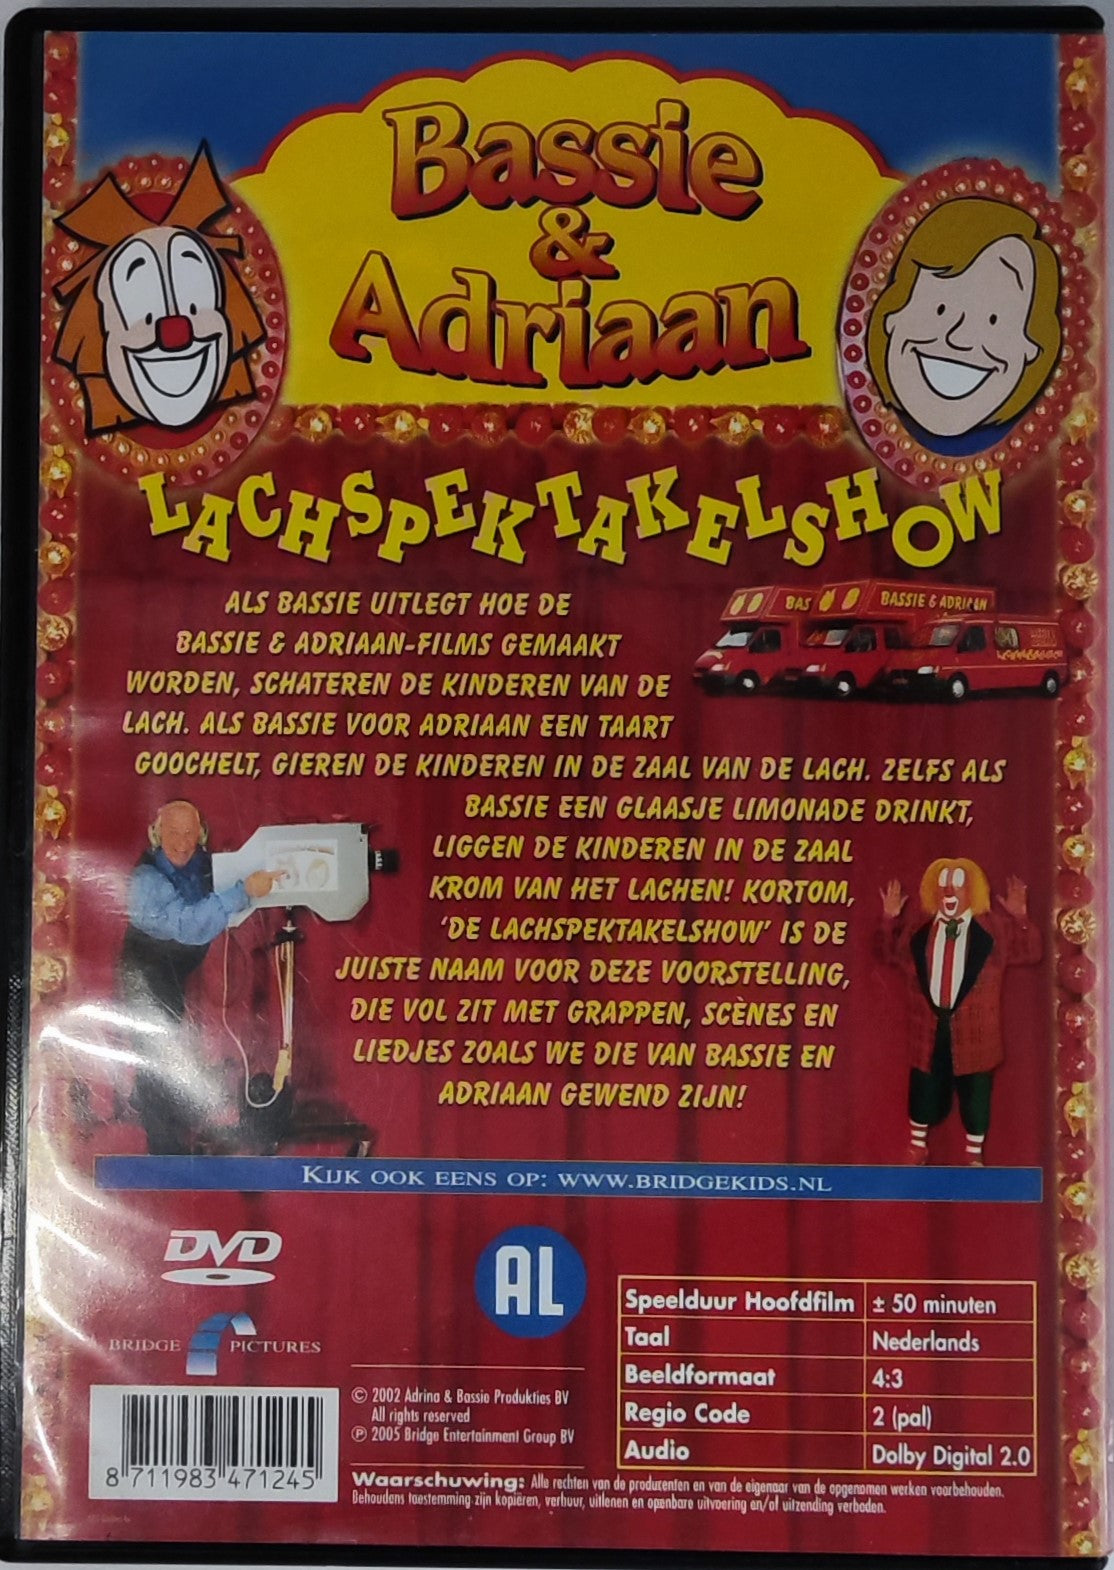 Bassie
&
Adriaan
LACHSPEKTAKELSHOW
BASSIE & ADRIAAN
ALS BASSIE UITLEGT HOE DE
BASSIE & ADRIAAN-FILMS GEMAAKT
WORDEN, SCHATEREN DE KINDEREN VAN DE
LACH. ALS BASSIE VOOR ADRIAAN EEN TAART
GOOCHELT, GIEREN DE KINDEREN IN DE ZAAL VAN DE LACH. ZELFS ALS
BASSIE EEN GLAASJE LIMONADE DRINKT,
LIGGEN DE KINDEREN IN DE ZAAL
KROM VAN HET LACHEN! KORTOM,
'DE LACHSPEKTAKELSHOW' IS DE
JUISTE NAAM VOOR DEZE VOORSTELLING,
DIE VOL ZIT MET GRAPPEN, SCÈNES EN
LIEDJES ZOALS WE DIE VAN BASSIE EN
ADRIAAN GEWEND ZIJN!
KIJK OOK EENS OP: WWW.BRIDGEKIDS.NL
DVD
BRIDGE PICTURES
AL
Speelduur Hoofdfilm ± 50 minuten
Taal Nederlands
Beeldformaat 4:3
Regio Code 2 (pal)
Audio Dolby Digital 2.0
© 2002 Adrina & Bassio Produkties BV
All rights reserved
℗ 2005 Bridge Entertainment Group BV
8 711983 471245
Waarschuwing: Alle rechten van de producenten en van de eigenaar van de opgenomen werken voorbehouden.
Behoudens toestemming zijn kopiëren, verhuur, uitlenen en openbare uitvoering en/of uitzending verboden.